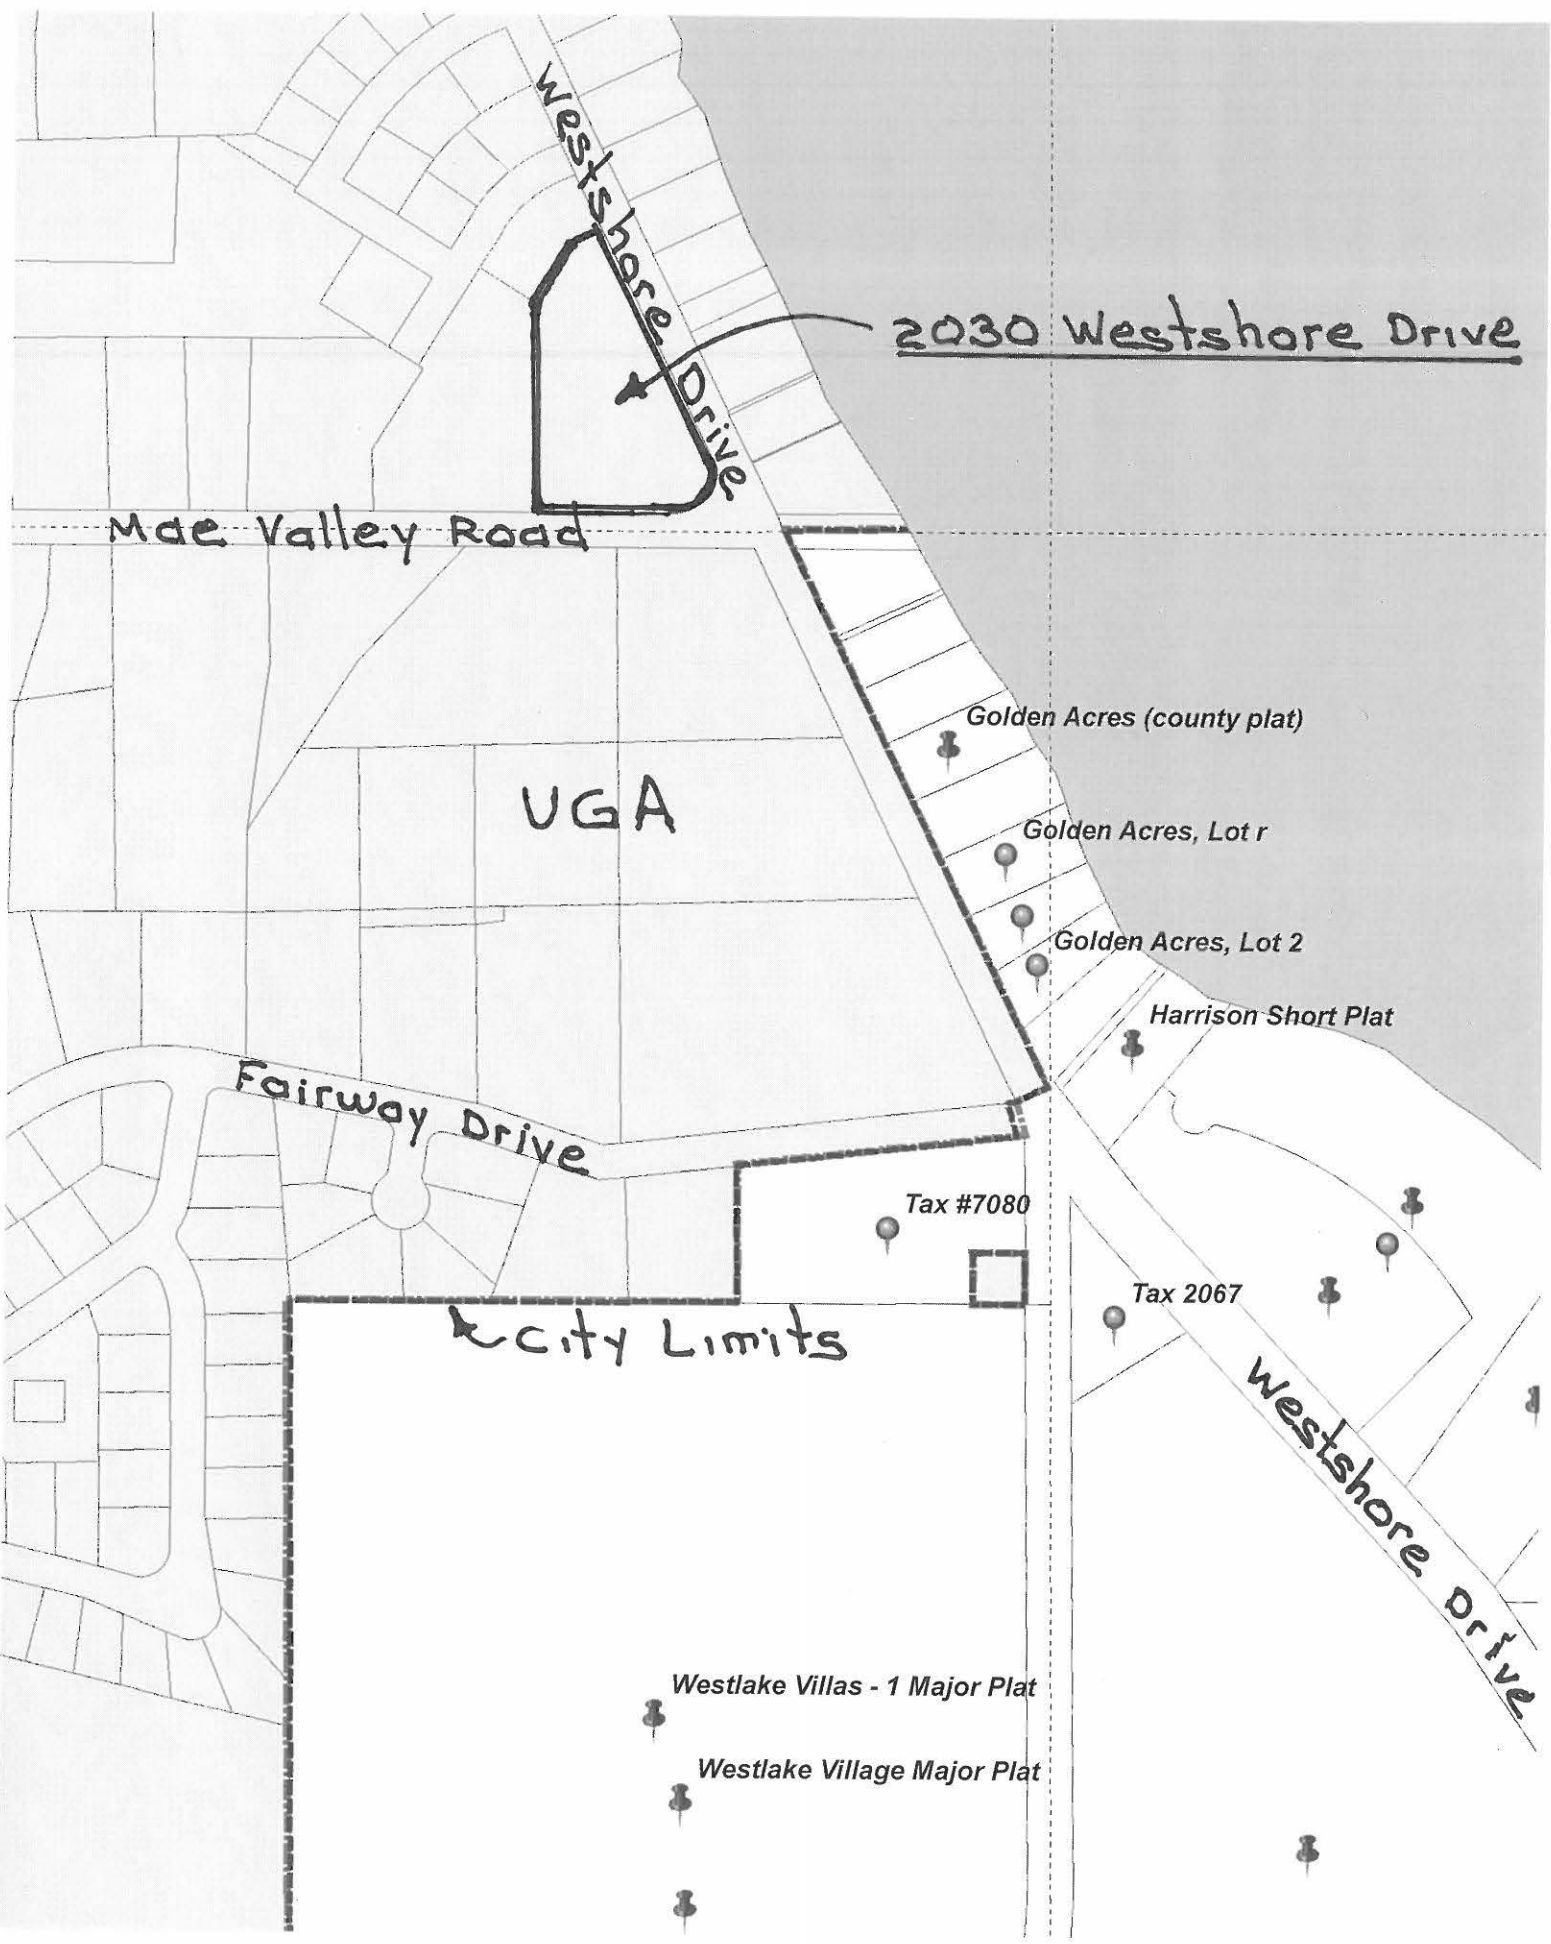 Westshore Drive
2030 Westshore Drive
Mae Valley Road
Golden Acres (county plat)
UGA
Golden Acres, Lot r
Golden Acres, Lot 2
Harrison Short Plat
Fairway Drive
Tax #7080
Tax 2067
City Limits
Westshore Drive
Westlake Villas - 1 Major Plat
Westlake Village Major Plat